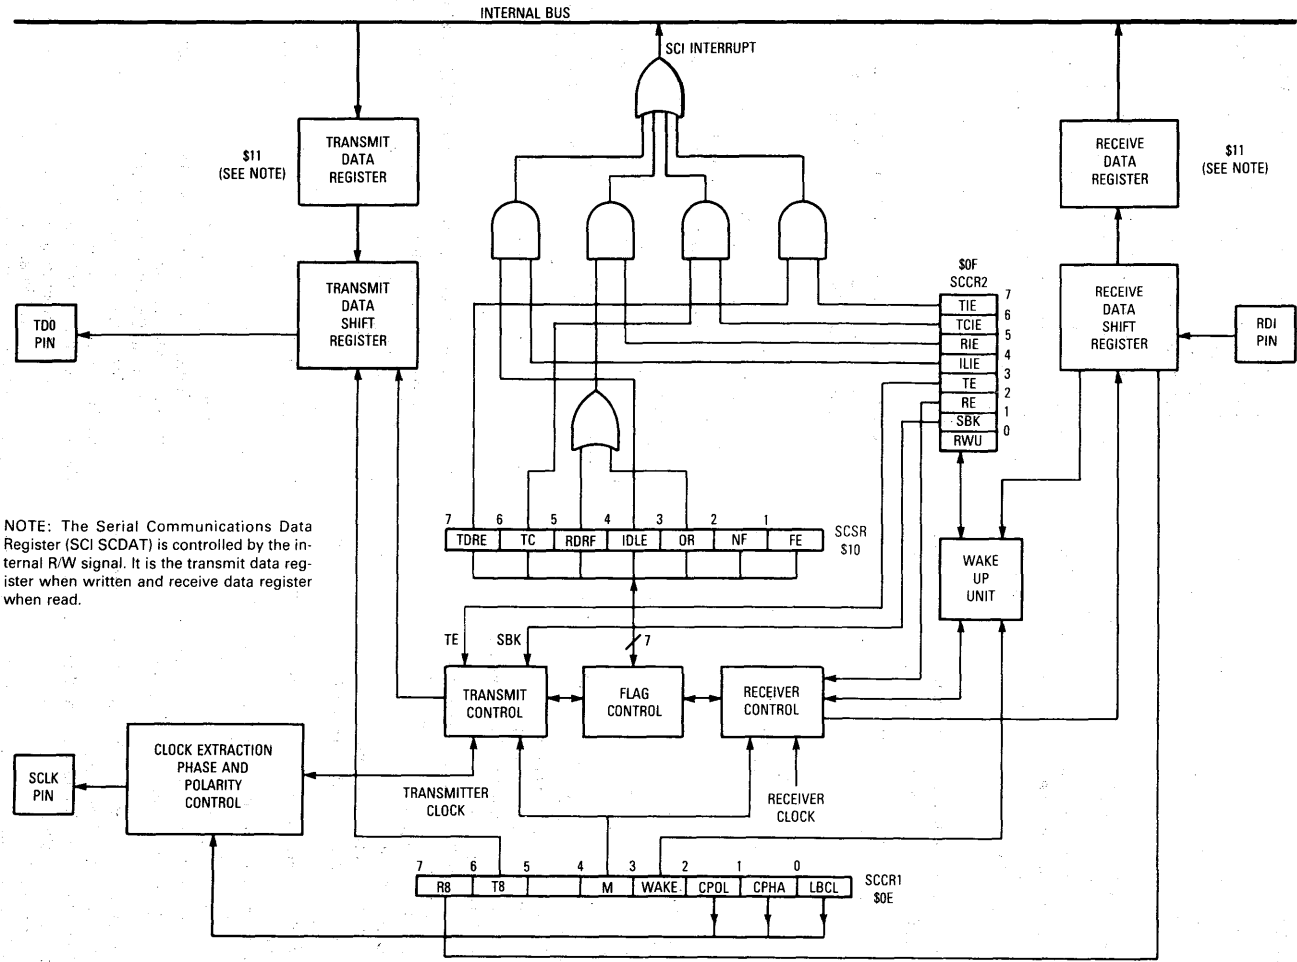 INTERNAL BUS
SCI INTERRUPT
TRANSMIT
DATA
REGISTER
$11
(SEE NOTE)
RECEIVE
DATA
REGISTER
$11
(SEE NOTE)
TRANSMIT
DATA
SHIFT
REGISTER
TD0
PIN
$0F
SCCR2
7
TIE
6
TCIE
5
RIE
4
ILIE
3
TE
2
RE
1
SBK
0
RWU
RECEIVE
DATA
SHIFT
REGISTER
RDI
PIN
NOTE: The Serial Communications Data
Register (SCI SCDAT) is controlled by the in-
ternal R/W signal. It is the transmit data reg-
ister when written and receive data register
when read.
7 6 5 4 3 2 1
TDRE TC RDRF IDLE OR NF FE
SCSR
$10
WAKE
UP
UNIT
TE SBK 7
TRANSMIT
CONTROL
FLAG
CONTROL
RECEIVER
CONTROL
CLOCK EXTRACTION
PHASE AND
POLARITY
CONTROL
SCLK
PIN
TRANSMITTER
CLOCK
RECEIVER
CLOCK
7 6 5 4 3 2 1 0
R8 T8 M WAKE CPOL CPHA LBCL
SCCR1
$0E